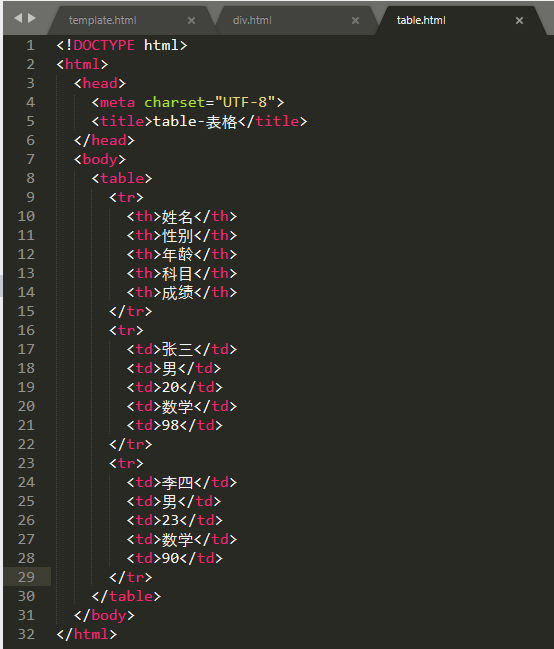 template.html × div.html × table.html ×
1 <!DOCTYPE html>
2 <html>
3 <head>
4 <meta charset="UTF-8">
5 <title>table-表格</title>
6 </head>
7 <body>
8 <table>
9 <tr>
10 <th>姓名</th>
11 <th>性别</th>
12 <th>年龄</th>
13 <th>科目</th>
14 <th>成绩</th>
15 </tr>
16 <tr>
17 <td>张三</td>
18 <td>男</td>
19 <td>20</td>
20 <td>数学</td>
21 <td>98</td>
22 </tr>
23 <tr>
24 <td>李四</td>
25 <td>男</td>
26 <td>23</td>
27 <td>数学</td>
28 <td>90</td>
29 </tr>
30 </table>
31 </body>
32 </html>